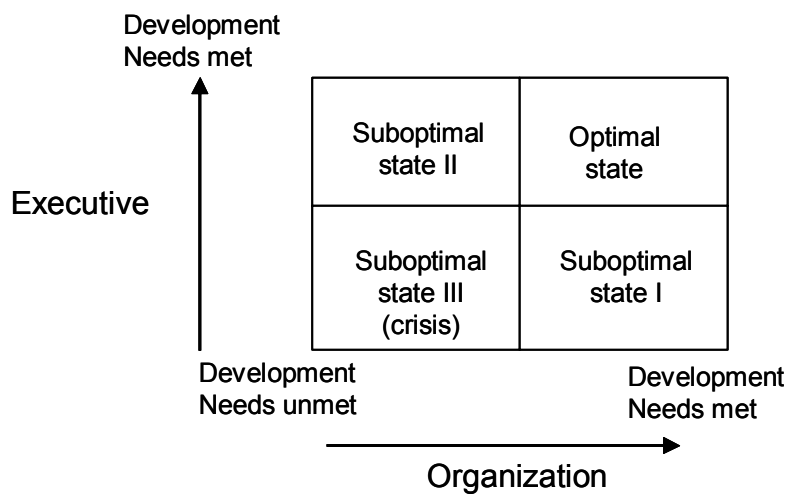 Development
Needs met
Suboptimal
state II
Optimal
state
Executive
Suboptimal
state III
(crisis)
Suboptimal
state I
Development
Needs unmet
Development
Needs met
Organization